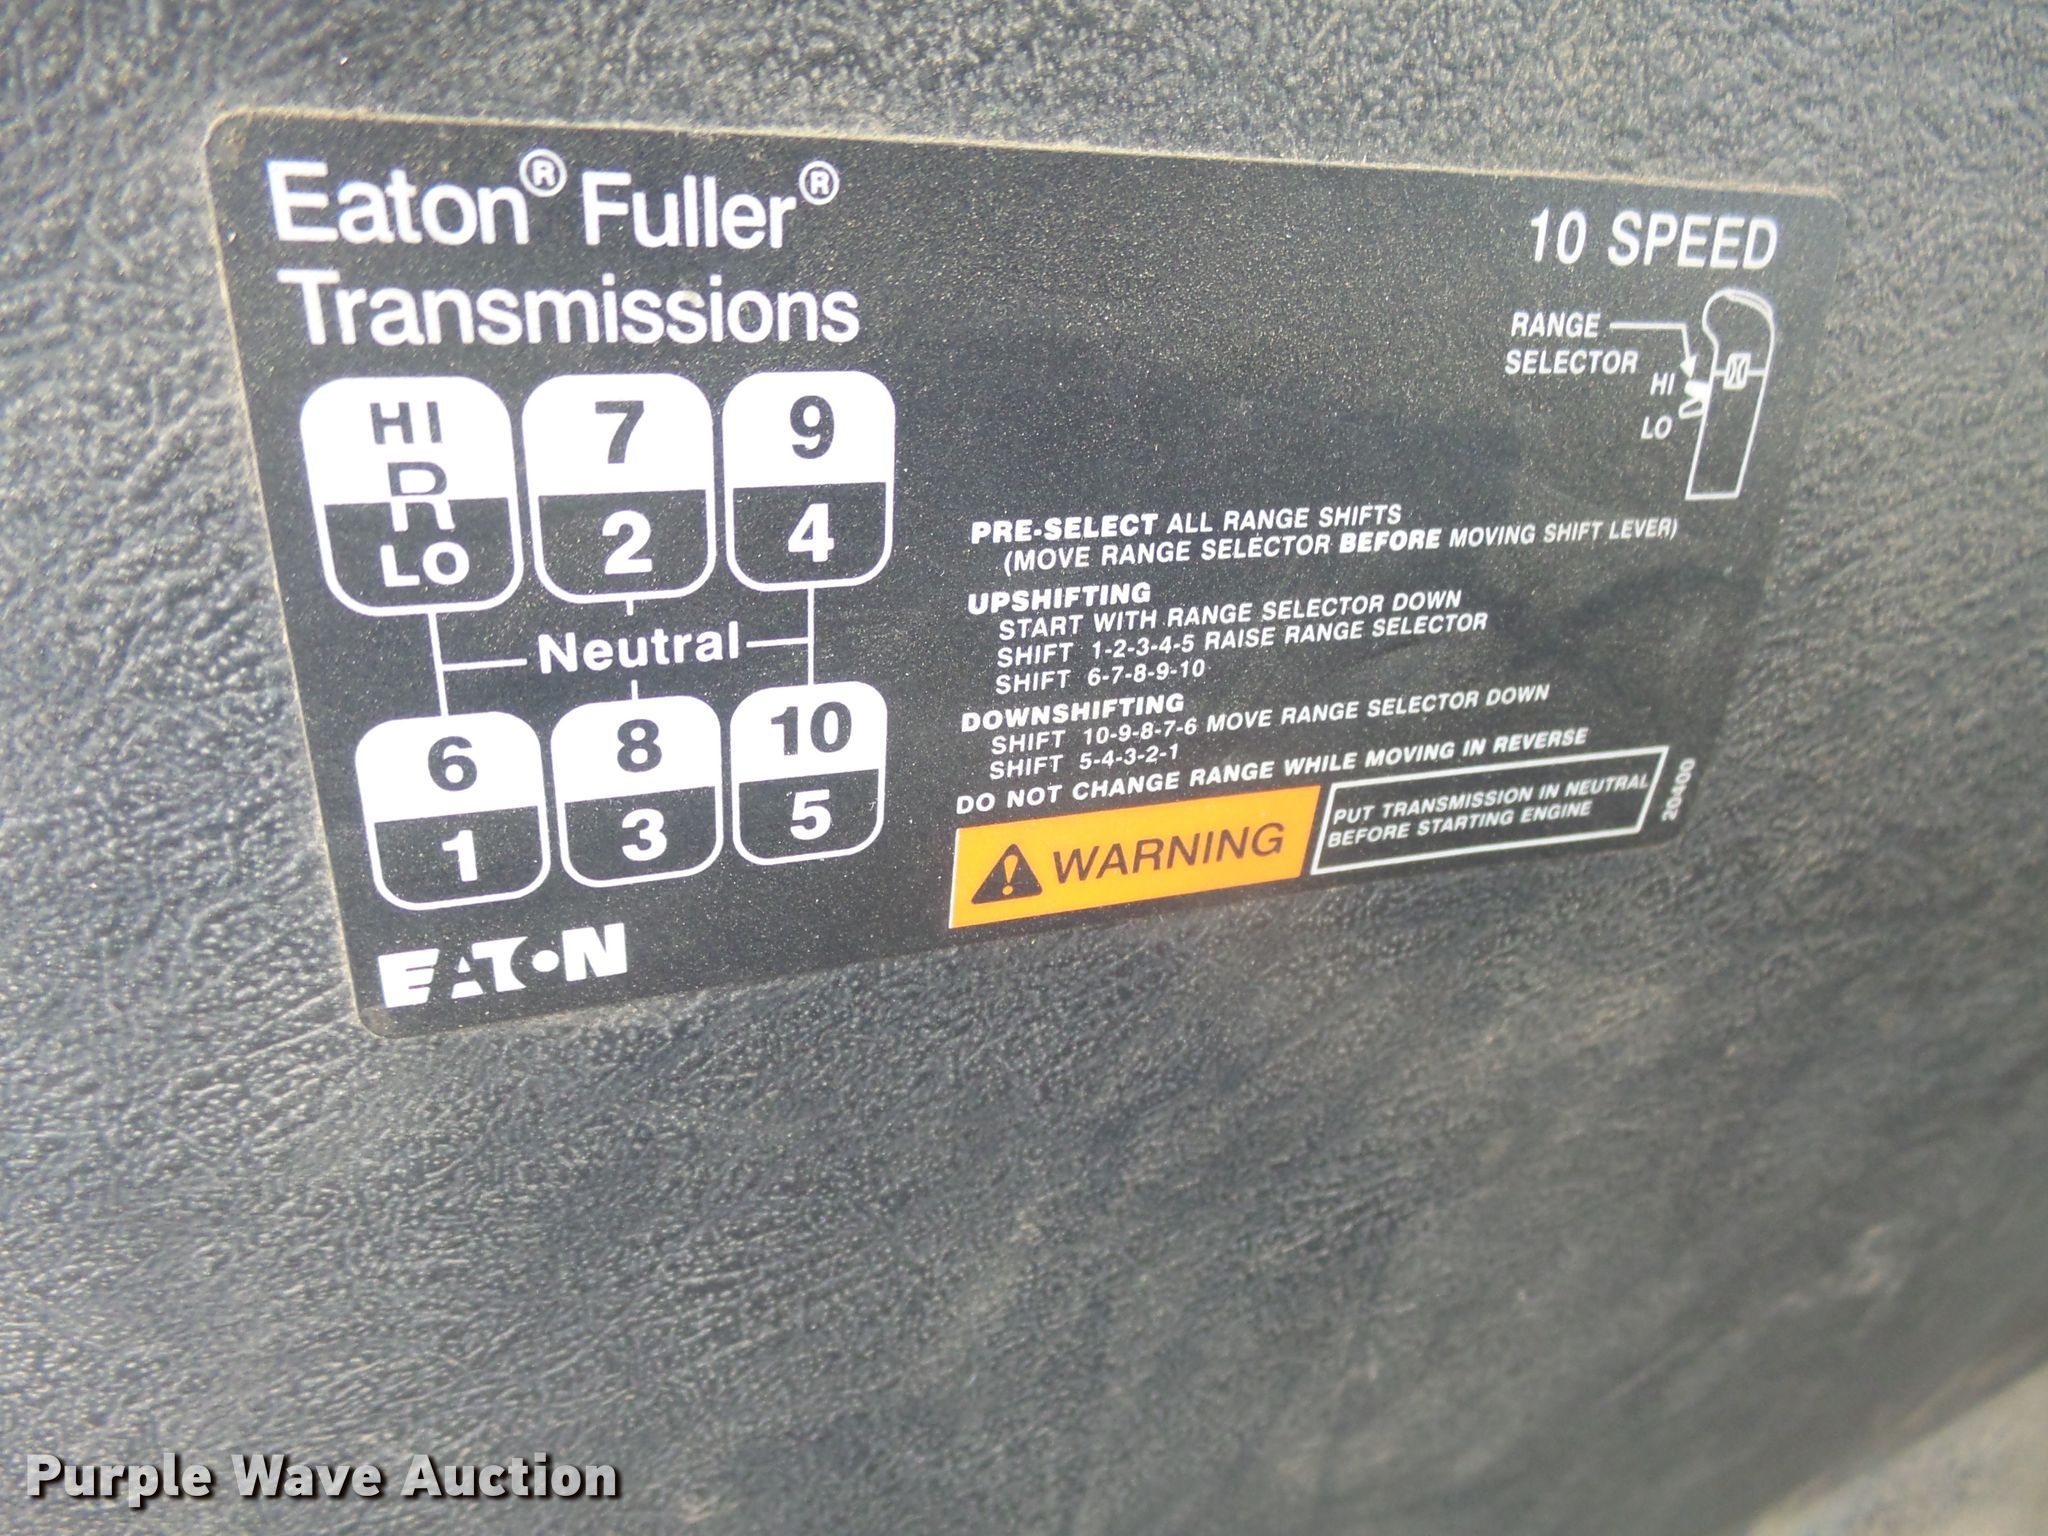 Eaton® Fuller®
Transmissions
10 SPEED
RANGE
SELECTOR
HI
LO
HI
R
LO
7
2
9
4
Neutral
6
1
8
3
10
5
PRE-SELECT ALL RANGE SHIFTS
(MOVE RANGE SELECTOR BEFORE MOVING SHIFT LEVER)
UPSHIFTING
START WITH RANGE SELECTOR DOWN
SHIFT 1-2-3-4-5 RAISE RANGE SELECTOR
SHIFT 6-7-8-9-10
DOWNSHIFTING
SHIFT 10-9-8-7-6 MOVE RANGE SELECTOR DOWN
SHIFT 5-4-3-2-1
DO NOT CHANGE RANGE WHILE MOVING IN REVERSE
WARNING
PUT TRANSMISSION IN NEUTRAL
BEFORE STARTING ENGINE
20400
EATON
Purple Wave Auction